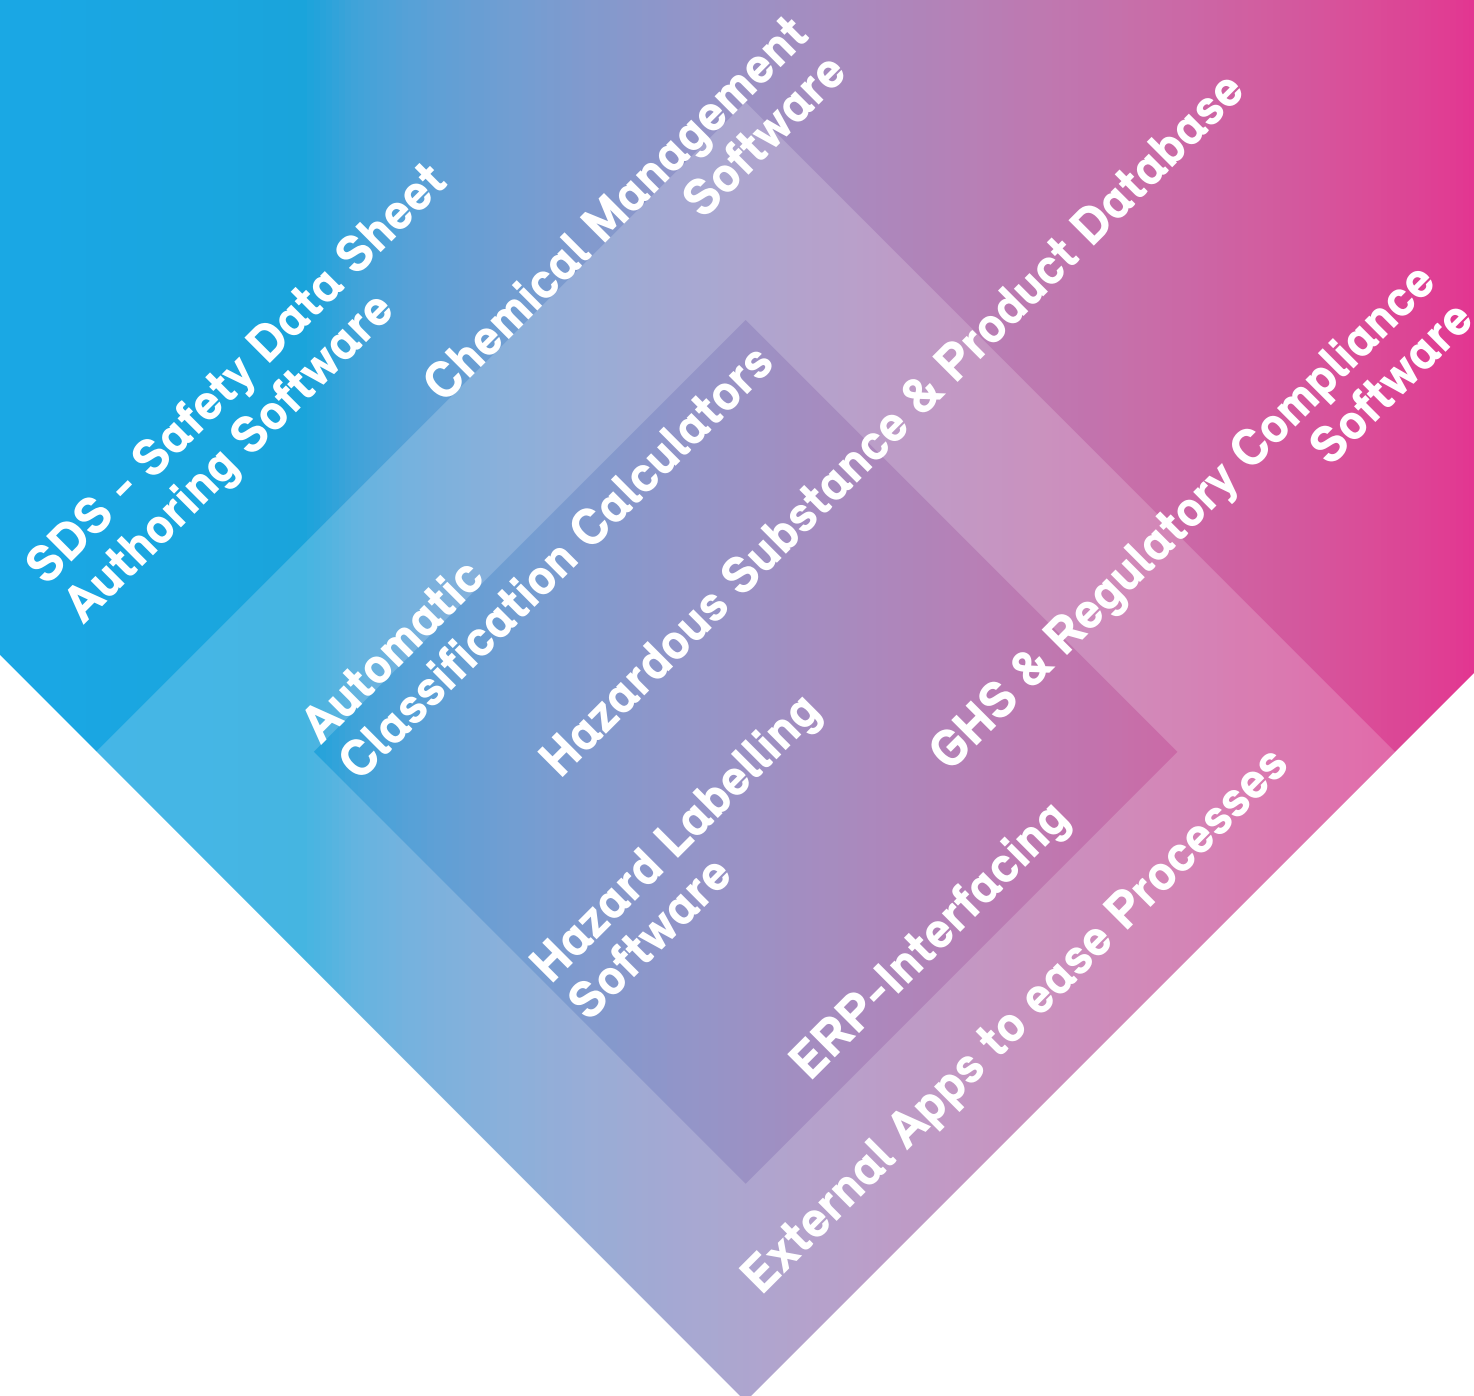 SDS - Safety Data Sheet
Authoring Software
Chemical Management
Software
Automatic
Classification Calculators
Hazardous Substance & Product Database
GHS & Regulatory Compliance
Software
Hazard Labelling
Software
ERP-Interfacing
External Apps to ease Processes